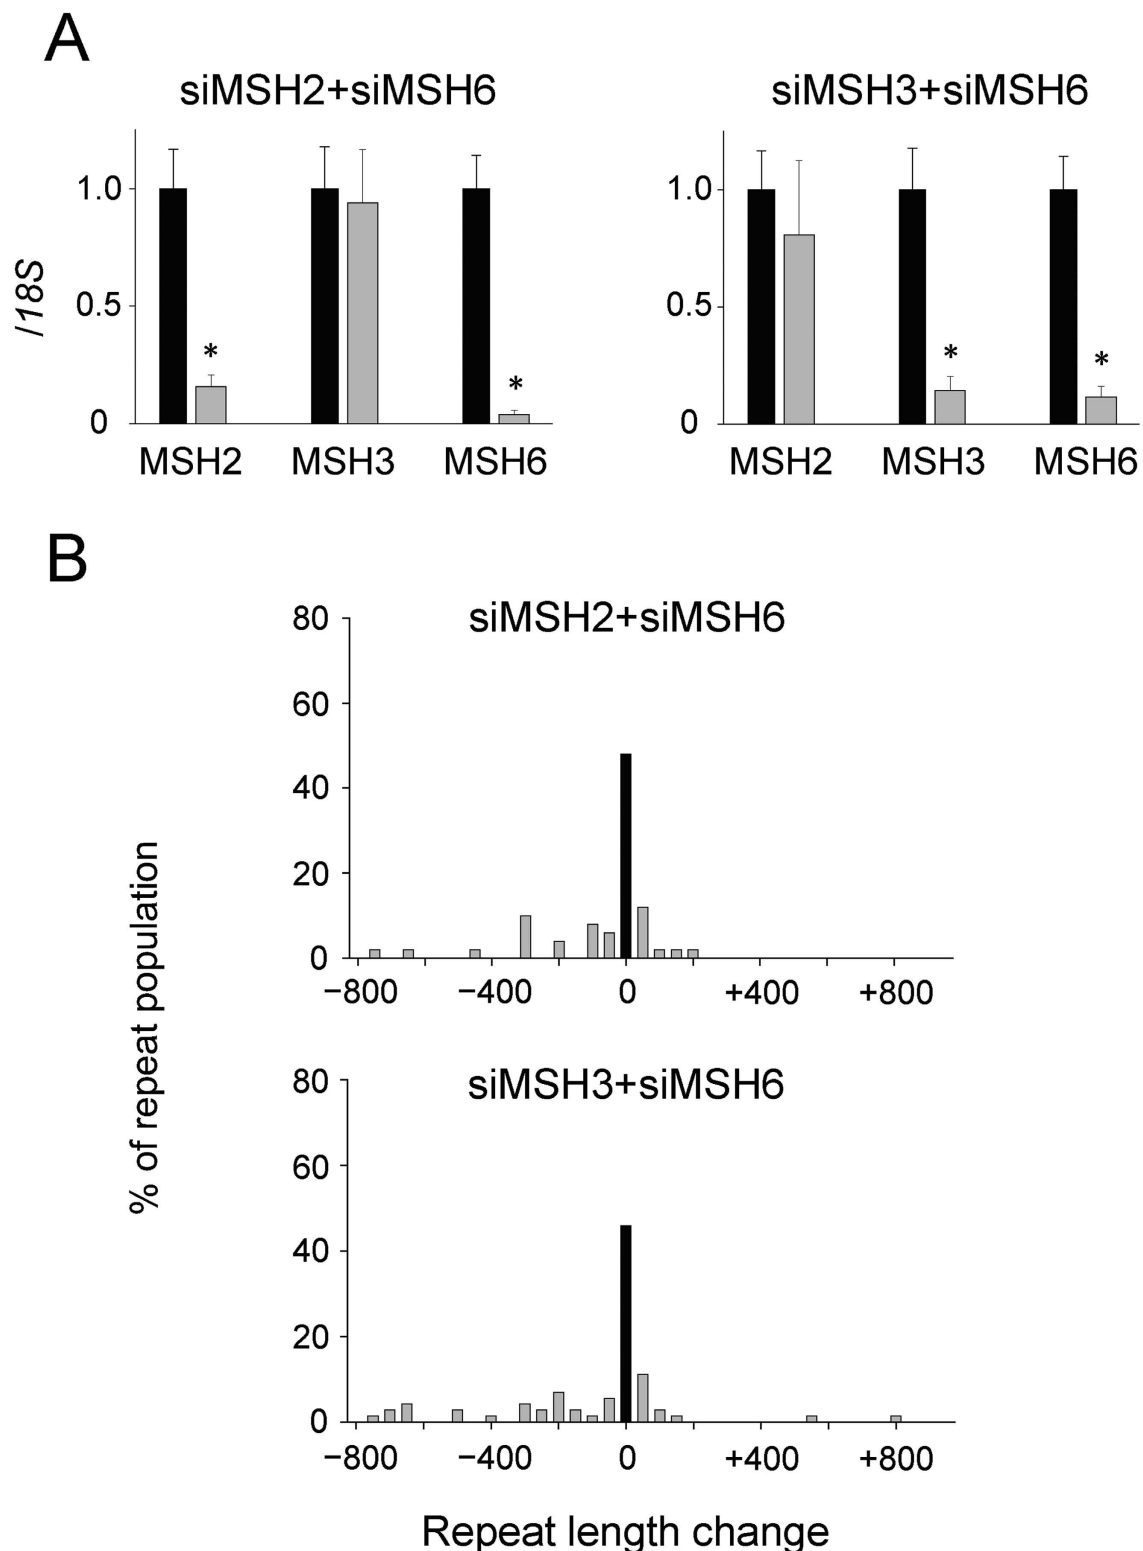 A
siMSH2+siMSH6
siMSH3+siMSH6
/18S
1.0
0.5
0
*
*
MSH2 MSH3 MSH6
1.0
0.5
0
*
*
MSH2 MSH3 MSH6
B
% of repeat population
siMSH2+siMSH6
80
60
40
20
0
−800 −400 0 +400 +800
siMSH3+siMSH6
80
60
40
20
0
−800 −400 0 +400 +800
Repeat length change